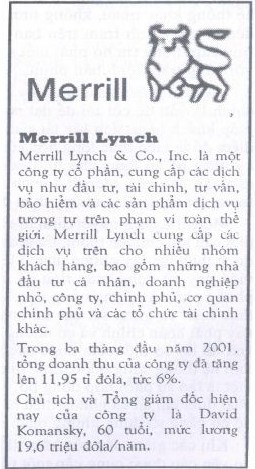 Merrill
Merrill Lynch
Merrill Lynch & Co., Inc. là một
công ty cổ phần, cung cấp các dịch
vụ như đầu tư, tài chính, tư vấn,
bảo hiểm và các sản phẩm dịch vụ
tương tự trên phạm vi toàn thế
giới. Merrill Lynch cung cấp các
dịch vụ trên cho nhiều nhóm
khách hàng, bao gồm những nhà
đầu tư cá nhân, doanh nghiệp
nhỏ, công ty, chính phủ, cơ quan
chính phủ và các tổ chức tài chính
khác.
Trong ba tháng đầu năm 2001,
tổng doanh thu của công ty đã tăng
lên 11,95 tỉ đôla, tức 6%.
Chủ tịch và Tổng giám đốc hiện
nay của công ty là David
Komansky, 60 tuổi, mức lương
19,6 triệu đôla/năm.